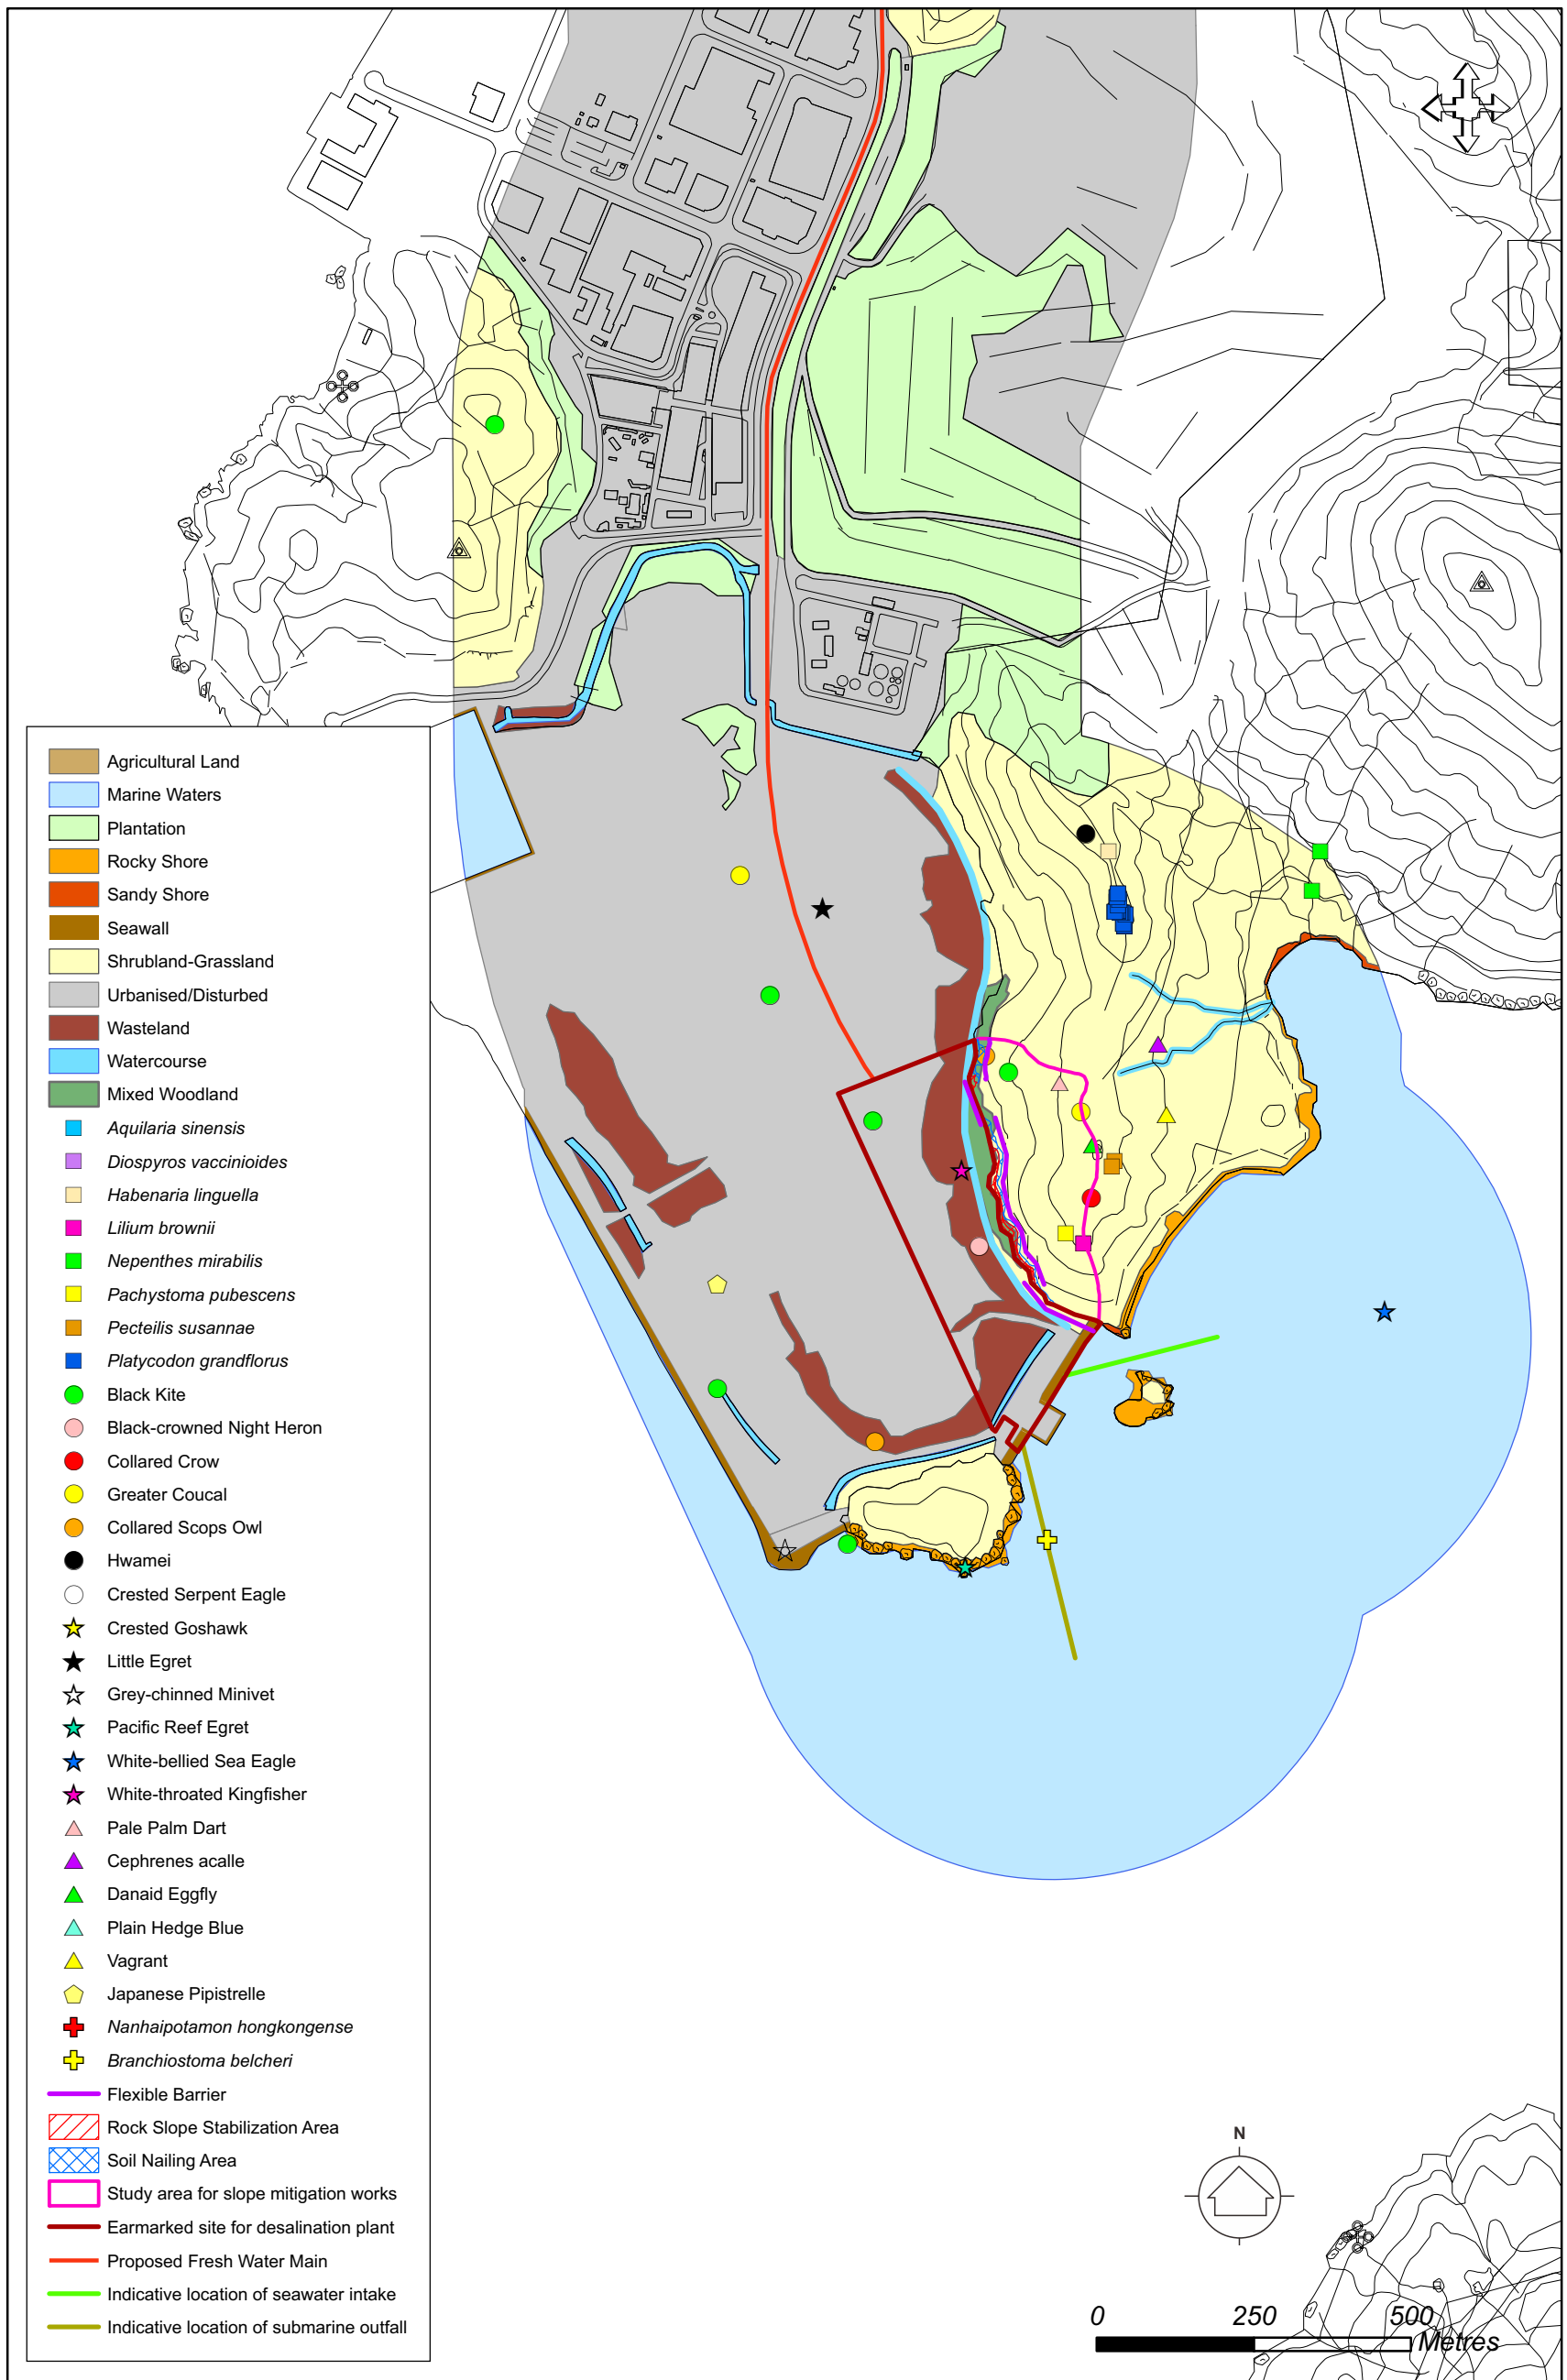 Agricultural Land
Marine Waters
Plantation
Rocky Shore
Sandy Shore
Seawall
Shrubland-Grassland
Urbanised/Disturbed
Wasteland
Watercourse
Mixed Woodland
Aquilaria sinensis
Diospyros vaccinioides
Habenaria linguella
Lilium brownii
Nepenthes mirabilis
Pachystoma pubescens
Pecteilis susannae
Platycodon grandflorus
Black Kite
Black-crowned Night Heron
Collared Crow
Greater Coucal
Collared Scops Owl
Hwamei
Crested Serpent Eagle
Crested Goshawk
Little Egret
Grey-chinned Minivet
Pacific Reef Egret
White-bellied Sea Eagle
White-throated Kingfisher
Pale Palm Dart
Cephrenes acalle
Danaid Eggfly
Plain Hedge Blue
Vagrant
Japanese Pipistrelle
Nanhaipotamon hongkongense
Branchiostoma belcheri
Flexible Barrier
Rock Slope Stabilization Area
Soil Nailing Area
Study area for slope mitigation works
Earmarked site for desalination plant
Proposed Fresh Water Main
Indicative location of seawater intake
Indicative location of submarine outfall
N
0 250 500
Metres